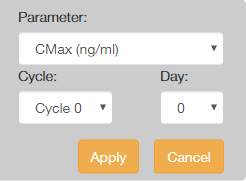 Parameter:
CMax (ng/ml)
Cycle: Day:
Cycle 0 0
Apply Cancel